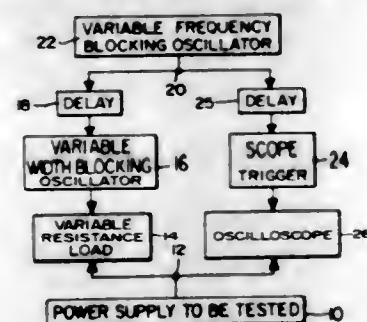 VARIABLE FREQUENCY
22 BLOCKING OSCILLATOR
18 DELAY 20 25 DELAY
VARIABLE
WIDTH BLOCKING 16
OSCILLATOR
SCOPE 24
TRIGGER
VARIABLE
RESISTANCE 14
LOAD
12
OSCILLOSCOPE 26
POWER SUPPLY TO BE TESTED 10